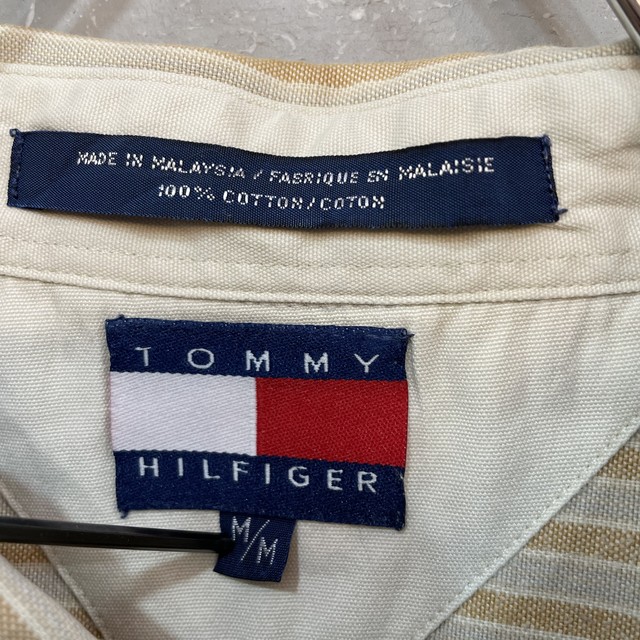 MADE IN MALAYSIA / FABRIQUE EN MALAISIE
100% COTTON/COTON
TOMMY
HILFIGER
M/M